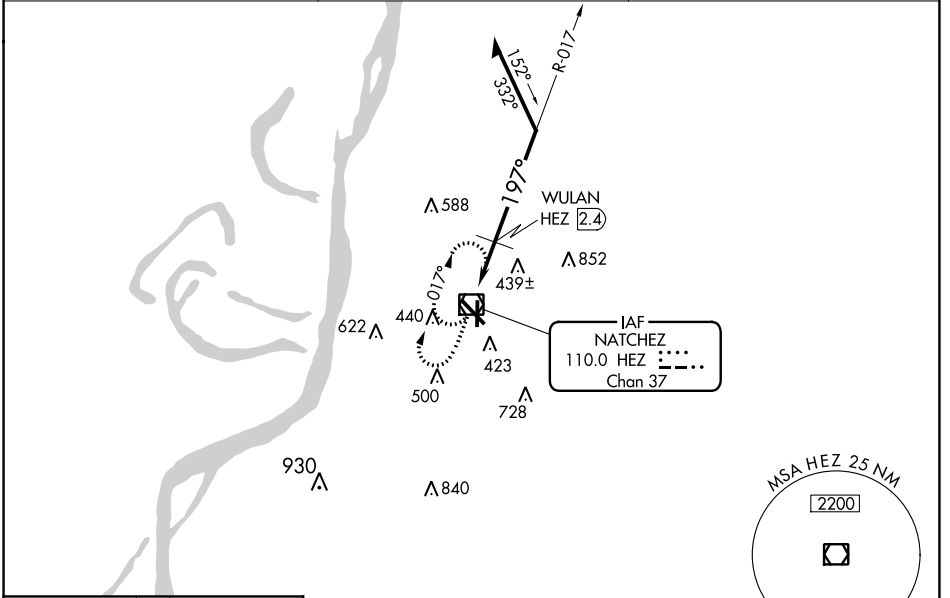 R-017
152°
332°
197°
WULAN
HEZ 2.4
588
852
439±
017°
440
622
423
500
728
IAF
NATCHEZ
110.0 HEZ
Chan 37
930
840
MSA HEZ 25 NM
2200